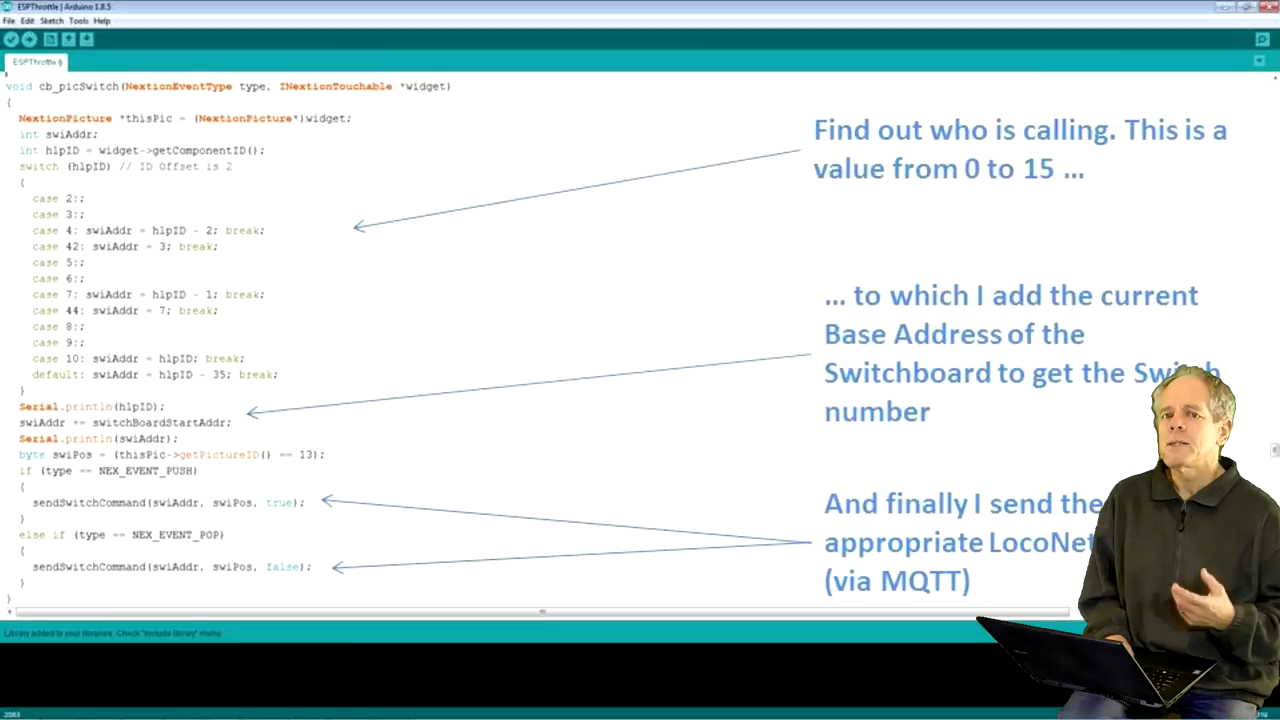 ESPThrottle | Arduino 1.8.5
File Edit Sketch Tools Help
ESPThrottle §
void cb_picSwitch(NextionEventType type, INextionTouchable *widget)
{
NextionPicture *thisPic = (NextionPicture*)widget;
int swiAddr;
int hlpID = widget->getComponentID();
switch (hlpID) // ID Offset is 2
{
case 2:;
case 3:;
case 4: swiAddr = hlpID - 2; break;
case 42: swiAddr = 3; break;
case 5:;
case 6:;
case 7: swiAddr = hlpID - 1; break;
case 44: swiAddr = 7; break;
case 8:;
case 9:;
case 10: swiAddr = hlpID; break;
default: swiAddr = hlpID - 35; break;
}
Serial.println(hlpID);
swiAddr += switchBoardStartAddr;
Serial.println(swiAddr);
byte swiPos = (thisPic->getPictureID() == 13);
if (type == NEX_EVENT_PUSH)
{
sendSwitchCommand(swiAddr, swiPos, true);
}
else if (type == NEX_EVENT_POP)
{
sendSwitchCommand(swiAddr, swiPos, false);
}
}
Find out who is calling. This is a
value from 0 to 15 ...
... to which I add the current
Base Address of the
Switchboard to get the Switch
number
And finally I send the
appropriate LocoNet
(via MQTT)
Library added to your libraries. Check "Include library" menu